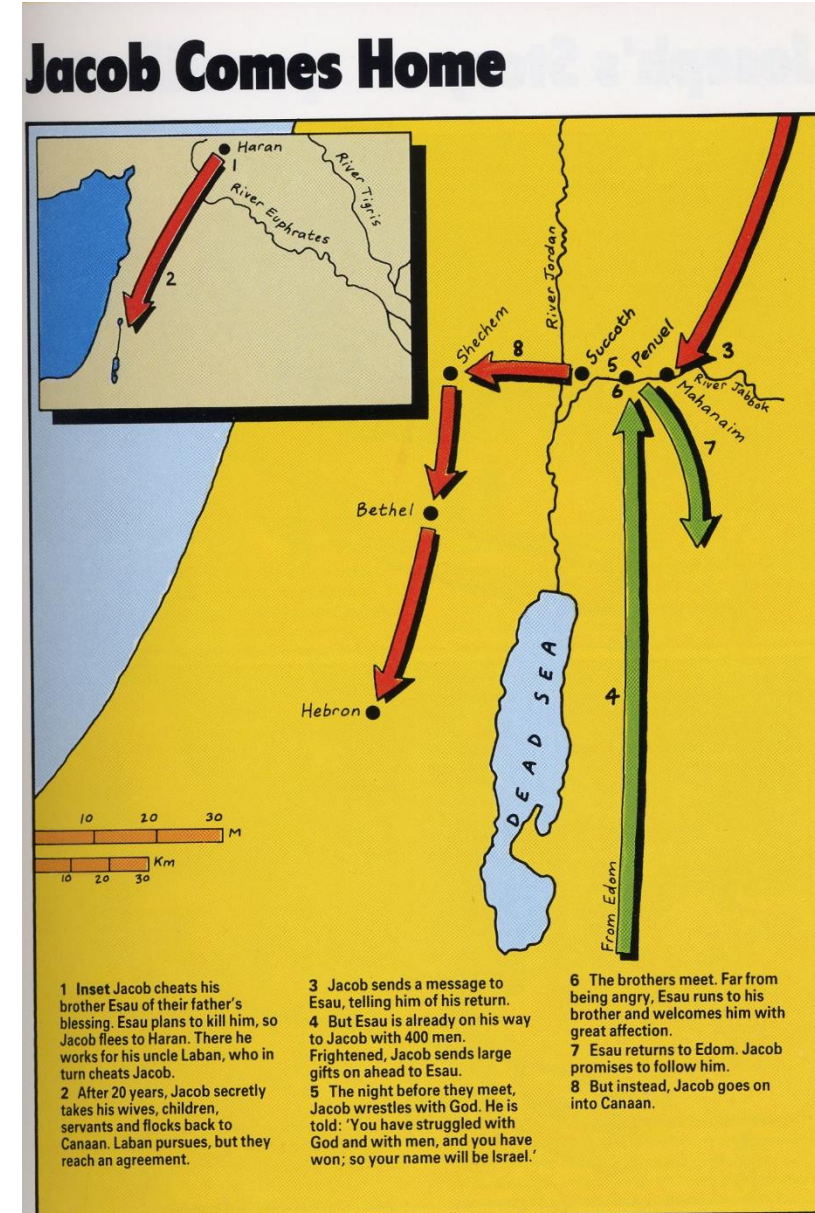 Jacob Comes Home
Haran
1
River Tigris
River Euphrates
2
River Jordan
Shechem
8
Succoth
5
Penuel
6
3
River Jabbok
Mahanaim
7
Bethel
Hebron
4
DEAD SEA
From Edom
10 20 30
M
Km
10 20 30
1 Inset Jacob cheats his
brother Esau of their father's
blessing. Esau plans to kill him, so
Jacob flees to Haran. There he
works for his uncle Laban, who in
turn cheats Jacob.
2 After 20 years, Jacob secretly
takes his wives, children,
servants and flocks back to
Canaan. Laban pursues, but they
reach an agreement.
3 Jacob sends a message to
Esau, telling him of his return.
4 But Esau is already on his way
to Jacob with 400 men.
Frightened, Jacob sends large
gifts on ahead to Esau.
5 The night before they meet,
Jacob wrestles with God. He is
told: 'You have struggled with
God and with men, and you have
won; so your name will be Israel.'
6 The brothers meet. Far from
being angry, Esau runs to his
brother and welcomes him with
great affection.
7 Esau returns to Edom. Jacob
promises to follow him.
8 But instead, Jacob goes on
into Canaan.